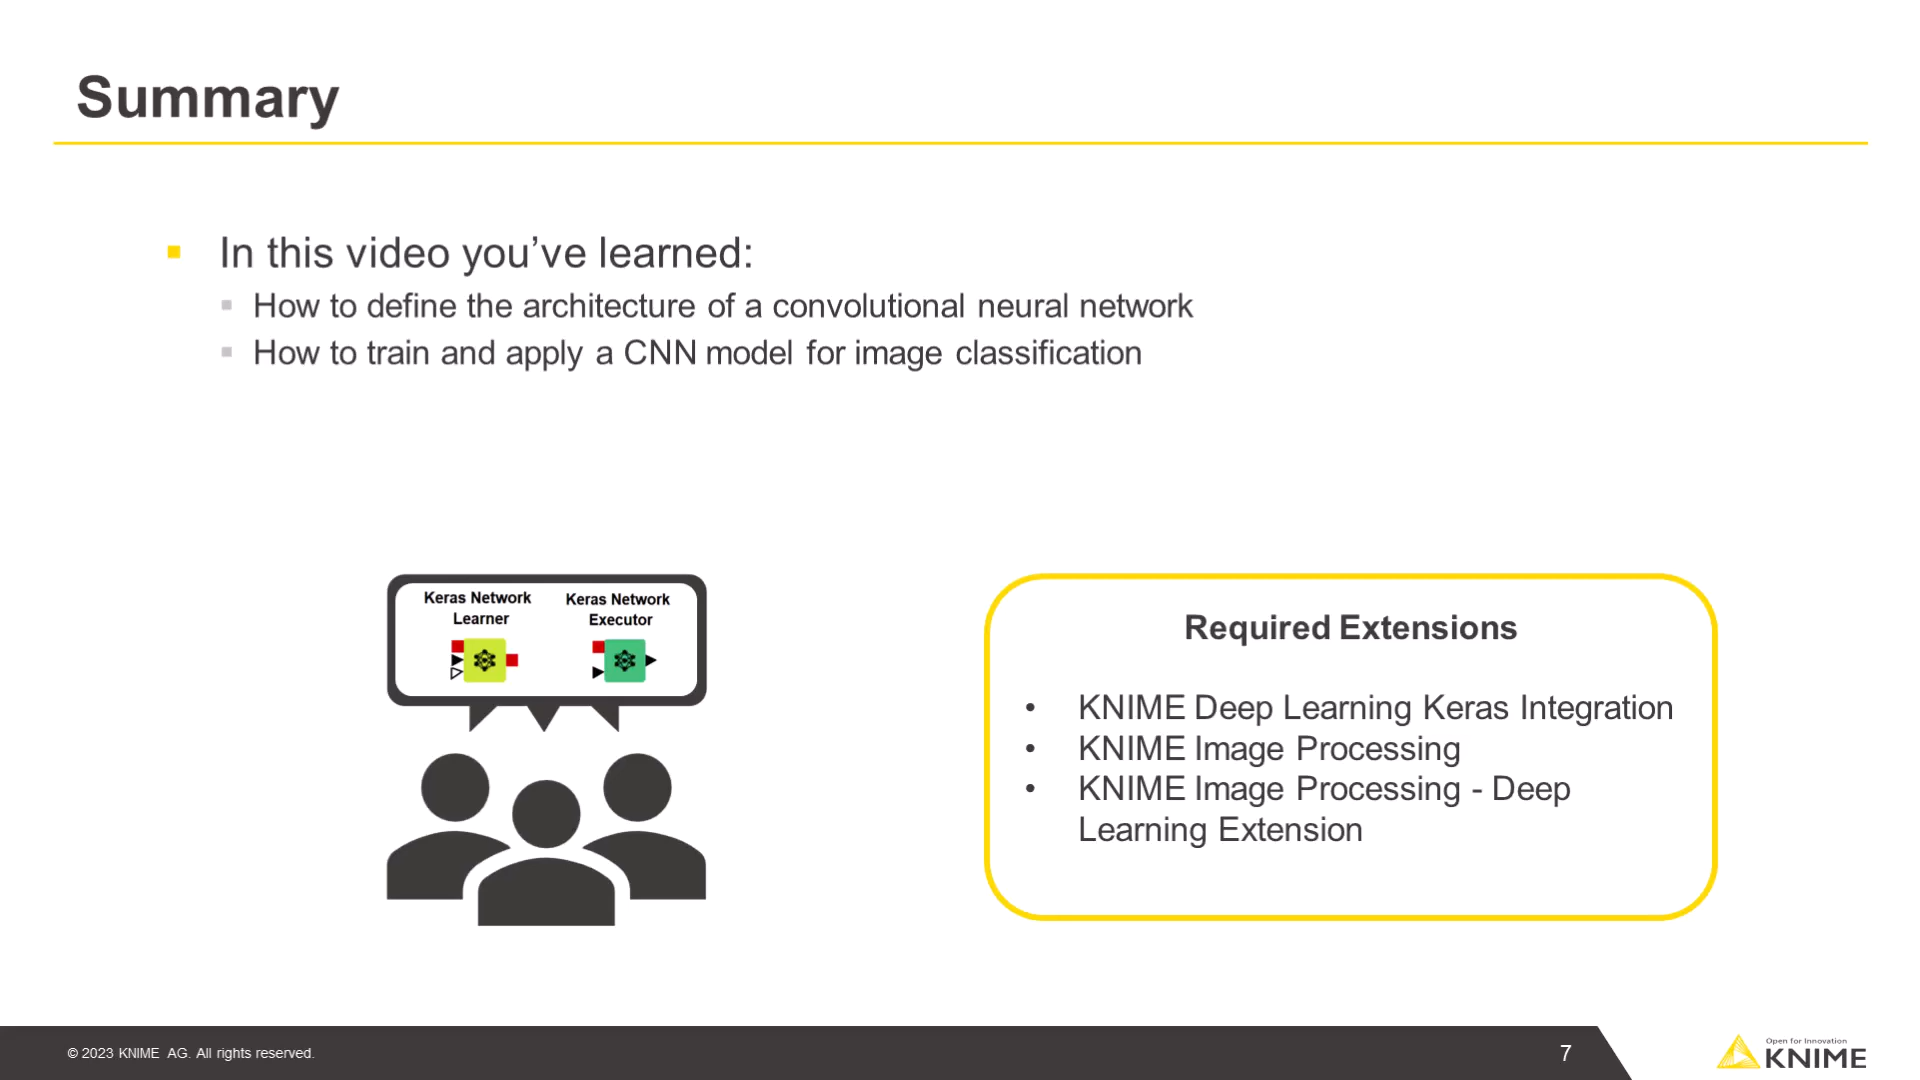 Summary
In this video you’ve learned:
How to define the architecture of a convolutional neural network
How to train and apply a CNN model for image classification
Keras Network
Learner
Keras Network
Executor
Required Extensions
• KNIME Deep Learning Keras Integration
• KNIME Image Processing
• KNIME Image Processing - Deep
Learning Extension
© 2023 KNIME AG. All rights reserved.
7
Open for Innovation
KNIME